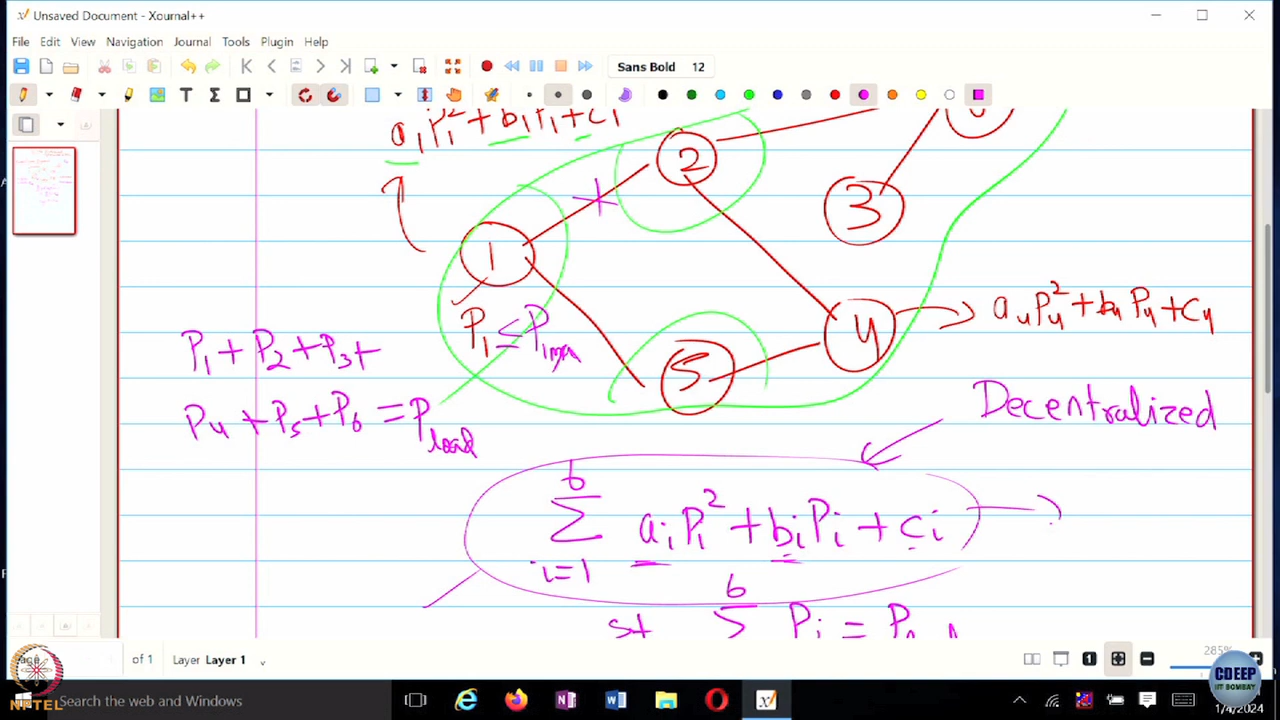 Unsaved Document - Xournal++
File Edit View Navigation Journal Tools Plugin Help
Sans Bold 12
a₁P₁² + b₁P₁ + c₁
2
3
1
P₁ ≤ P₁max
4
a₄P₄² + b₄P₄ + c₄
5
P₁ + P₂ + P₃ +
P₄ + P₅ + P₆ = P load
Decentralized
6
Σ aᵢPᵢ² + bᵢPᵢ + cᵢ
i=1
6
st Σ Pᵢ =
285%
of 1 Layer Layer 1
NPTEL
Search the web and Windows
CDEEP
IIT BOMBAY
1/4/2024